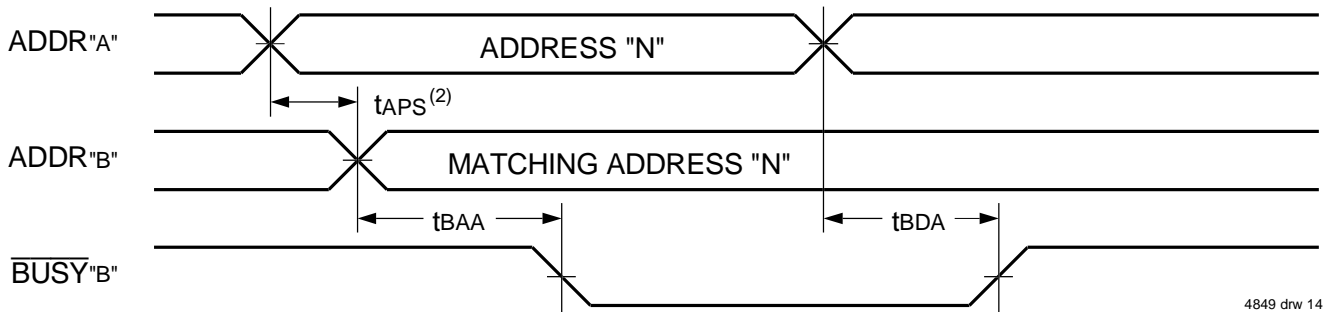 ADDR"A"
ADDRESS "N"
tAPS(2)
ADDR"B"
MATCHING ADDRESS "N"
tBAA
tBDA
BUSY"B"
4849 drw 14